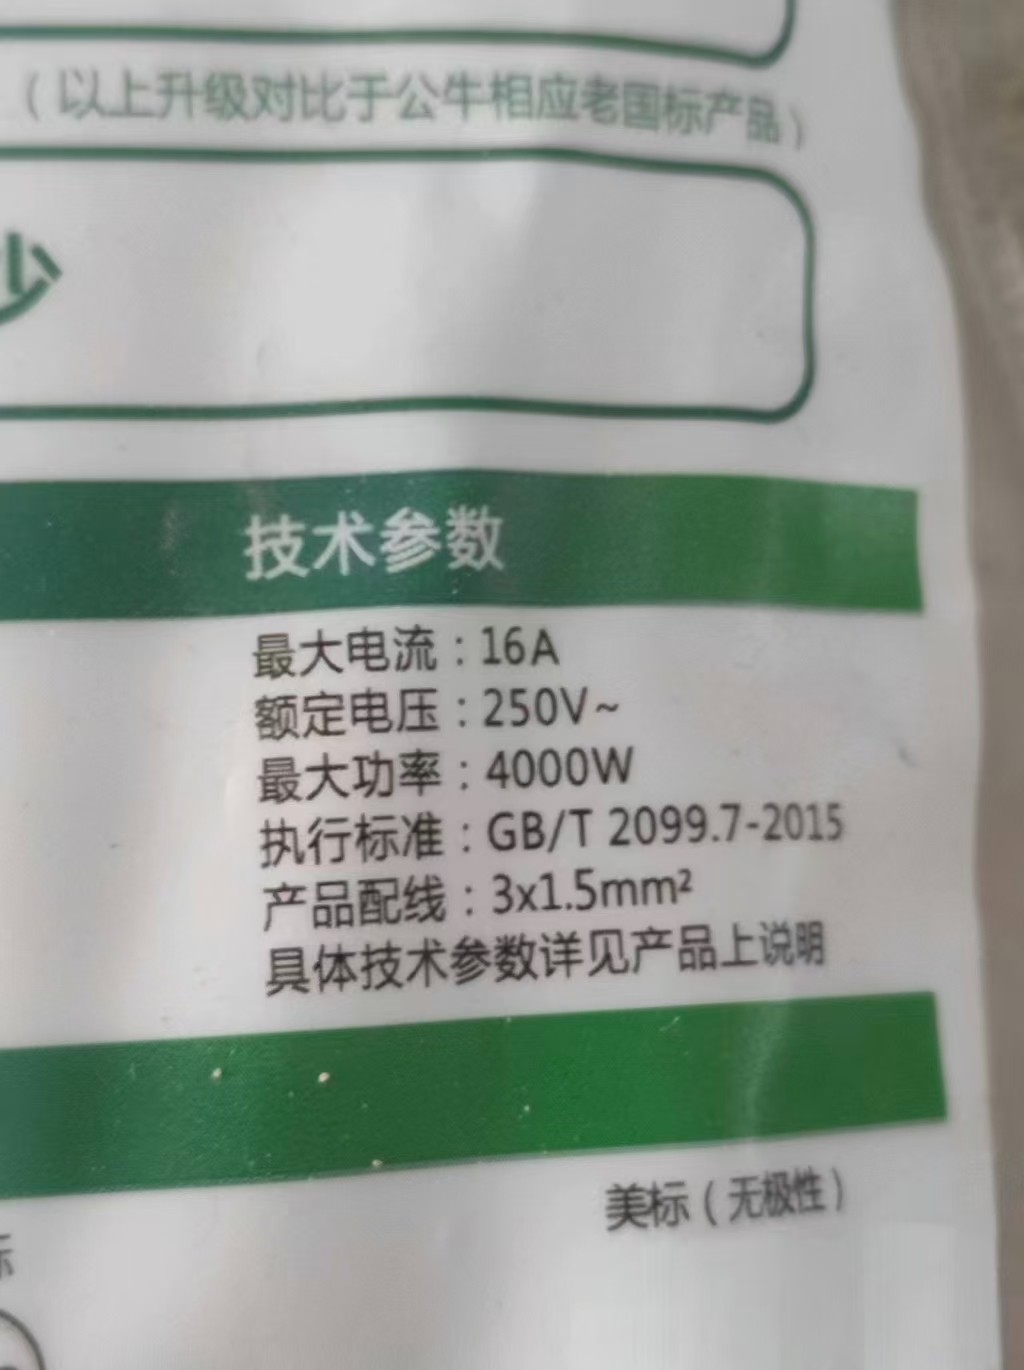 (以上升级对比于公牛相应老国标产品)
少
技术参数
最大电流:16A
额定电压:250V~
最大功率:4000W
执行标准:GB/T 2099.7-2015
产品配线:3x1.5mm²
具体技术参数详见产品上说明
美标(无极性)
标